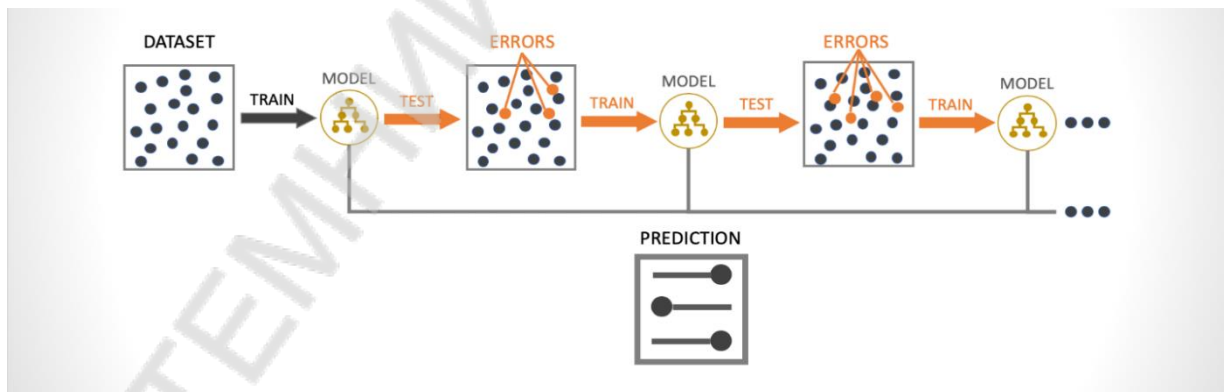 DATASET
ERRORS
ERRORS
MODEL
MODEL
MODEL
TRAIN
TEST
TRAIN
TEST
TRAIN
PREDICTION